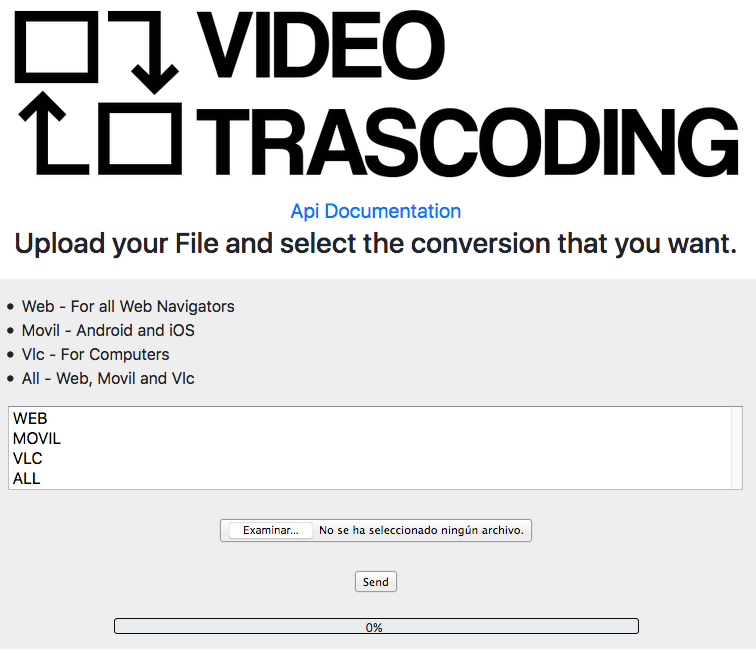 VIDEO
TRASCODING
Api Documentation
Upload your File and select the conversion that you want.
• Web - For all Web Navigators
• Movil - Android and iOS
• Vlc - For Computers
• All - Web, Movil and Vlc
WEB
MOVIL
VLC
ALL
Examinar... No se ha seleccionado ningún archivo.
Send
0%